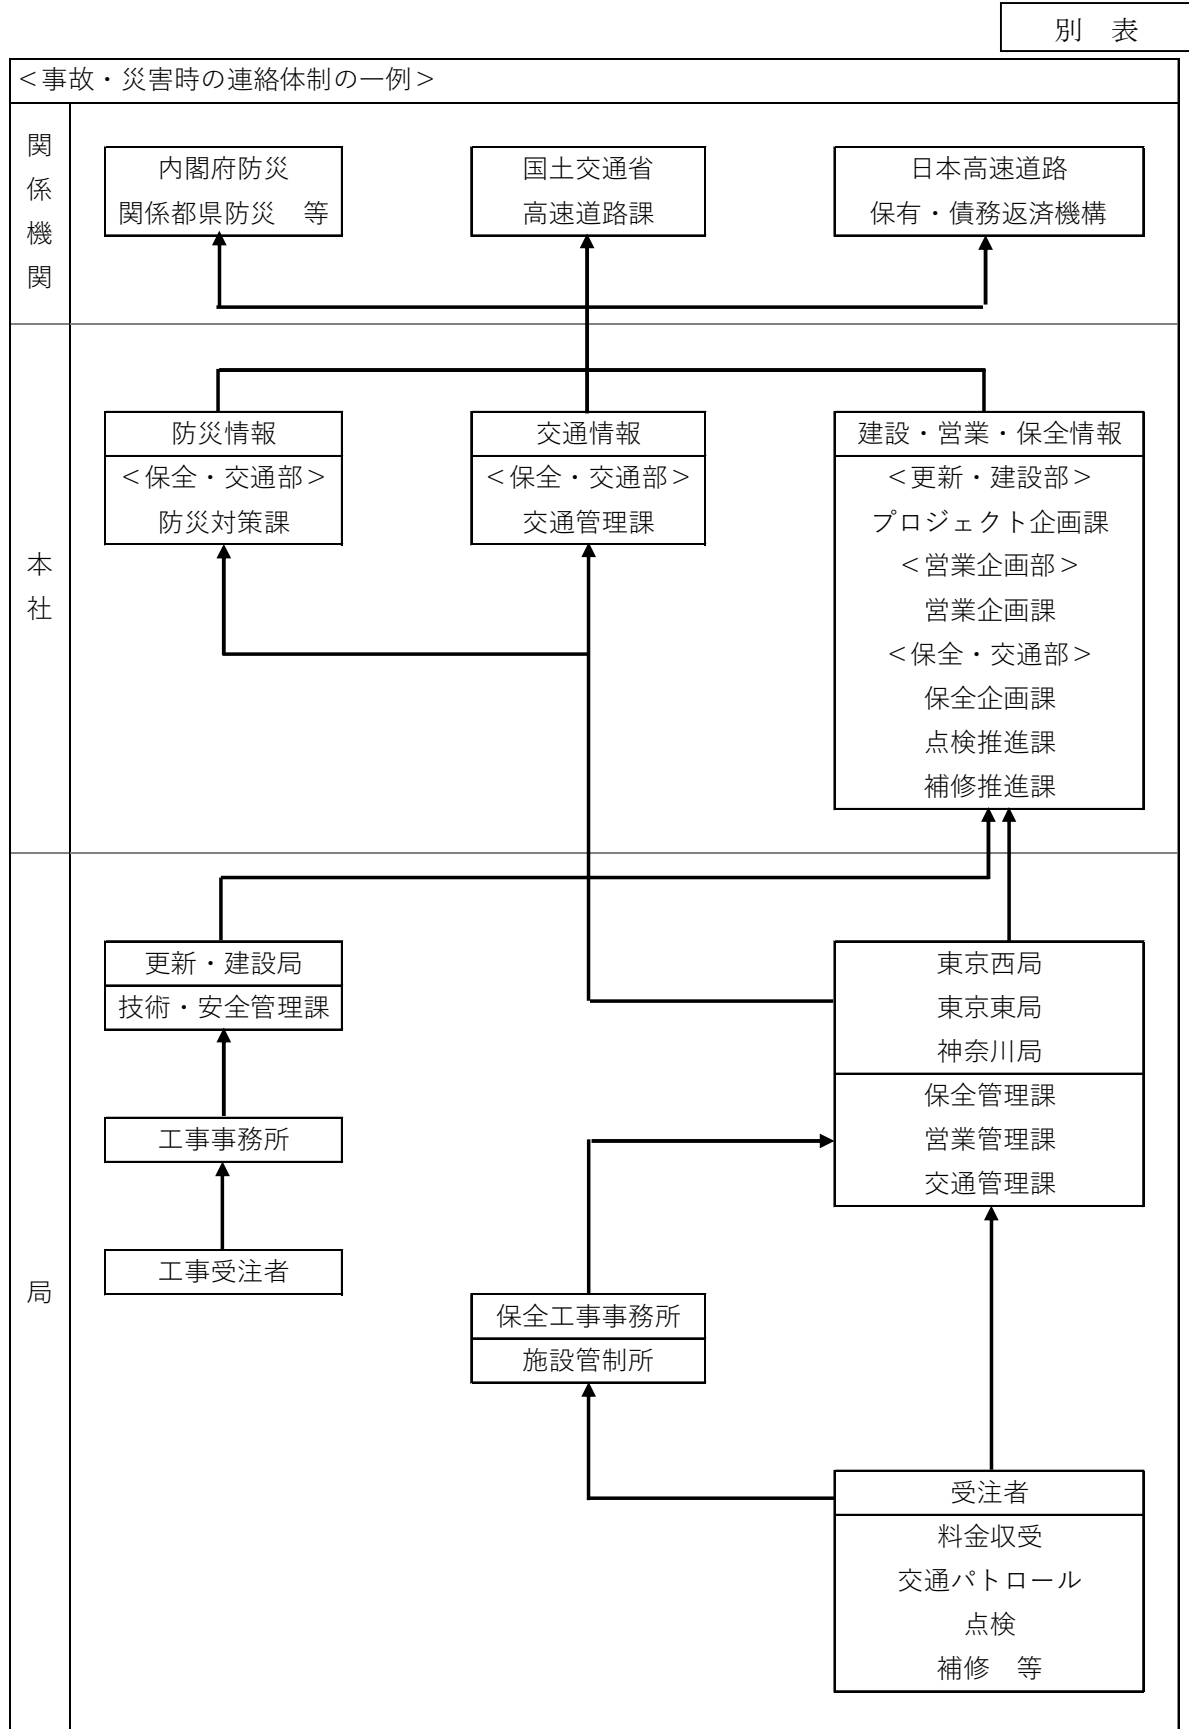 別　表
＜事故・災害時の連絡体制の一例＞
関係機関
内閣府防災
関係都県防災　等
国土交通省
高速道路課
日本高速道路
保有・債務返済機構
本社
防災情報
＜保全・交通部＞
防災対策課
交通情報
＜保全・交通部＞
交通管理課
建設・営業・保全情報
＜更新・建設部＞
プロジェクト企画課
＜営業企画部＞
営業企画課
＜保全・交通部＞
保全企画課
点検推進課
補修推進課
局
更新・建設局
技術・安全管理課
工事事務所
工事受注者
東京西局
東京東局
神奈川局
保全管理課
営業管理課
交通管理課
保全工事事務所
施設管制所
受注者
料金収受
交通パトロール
点検
補修　等